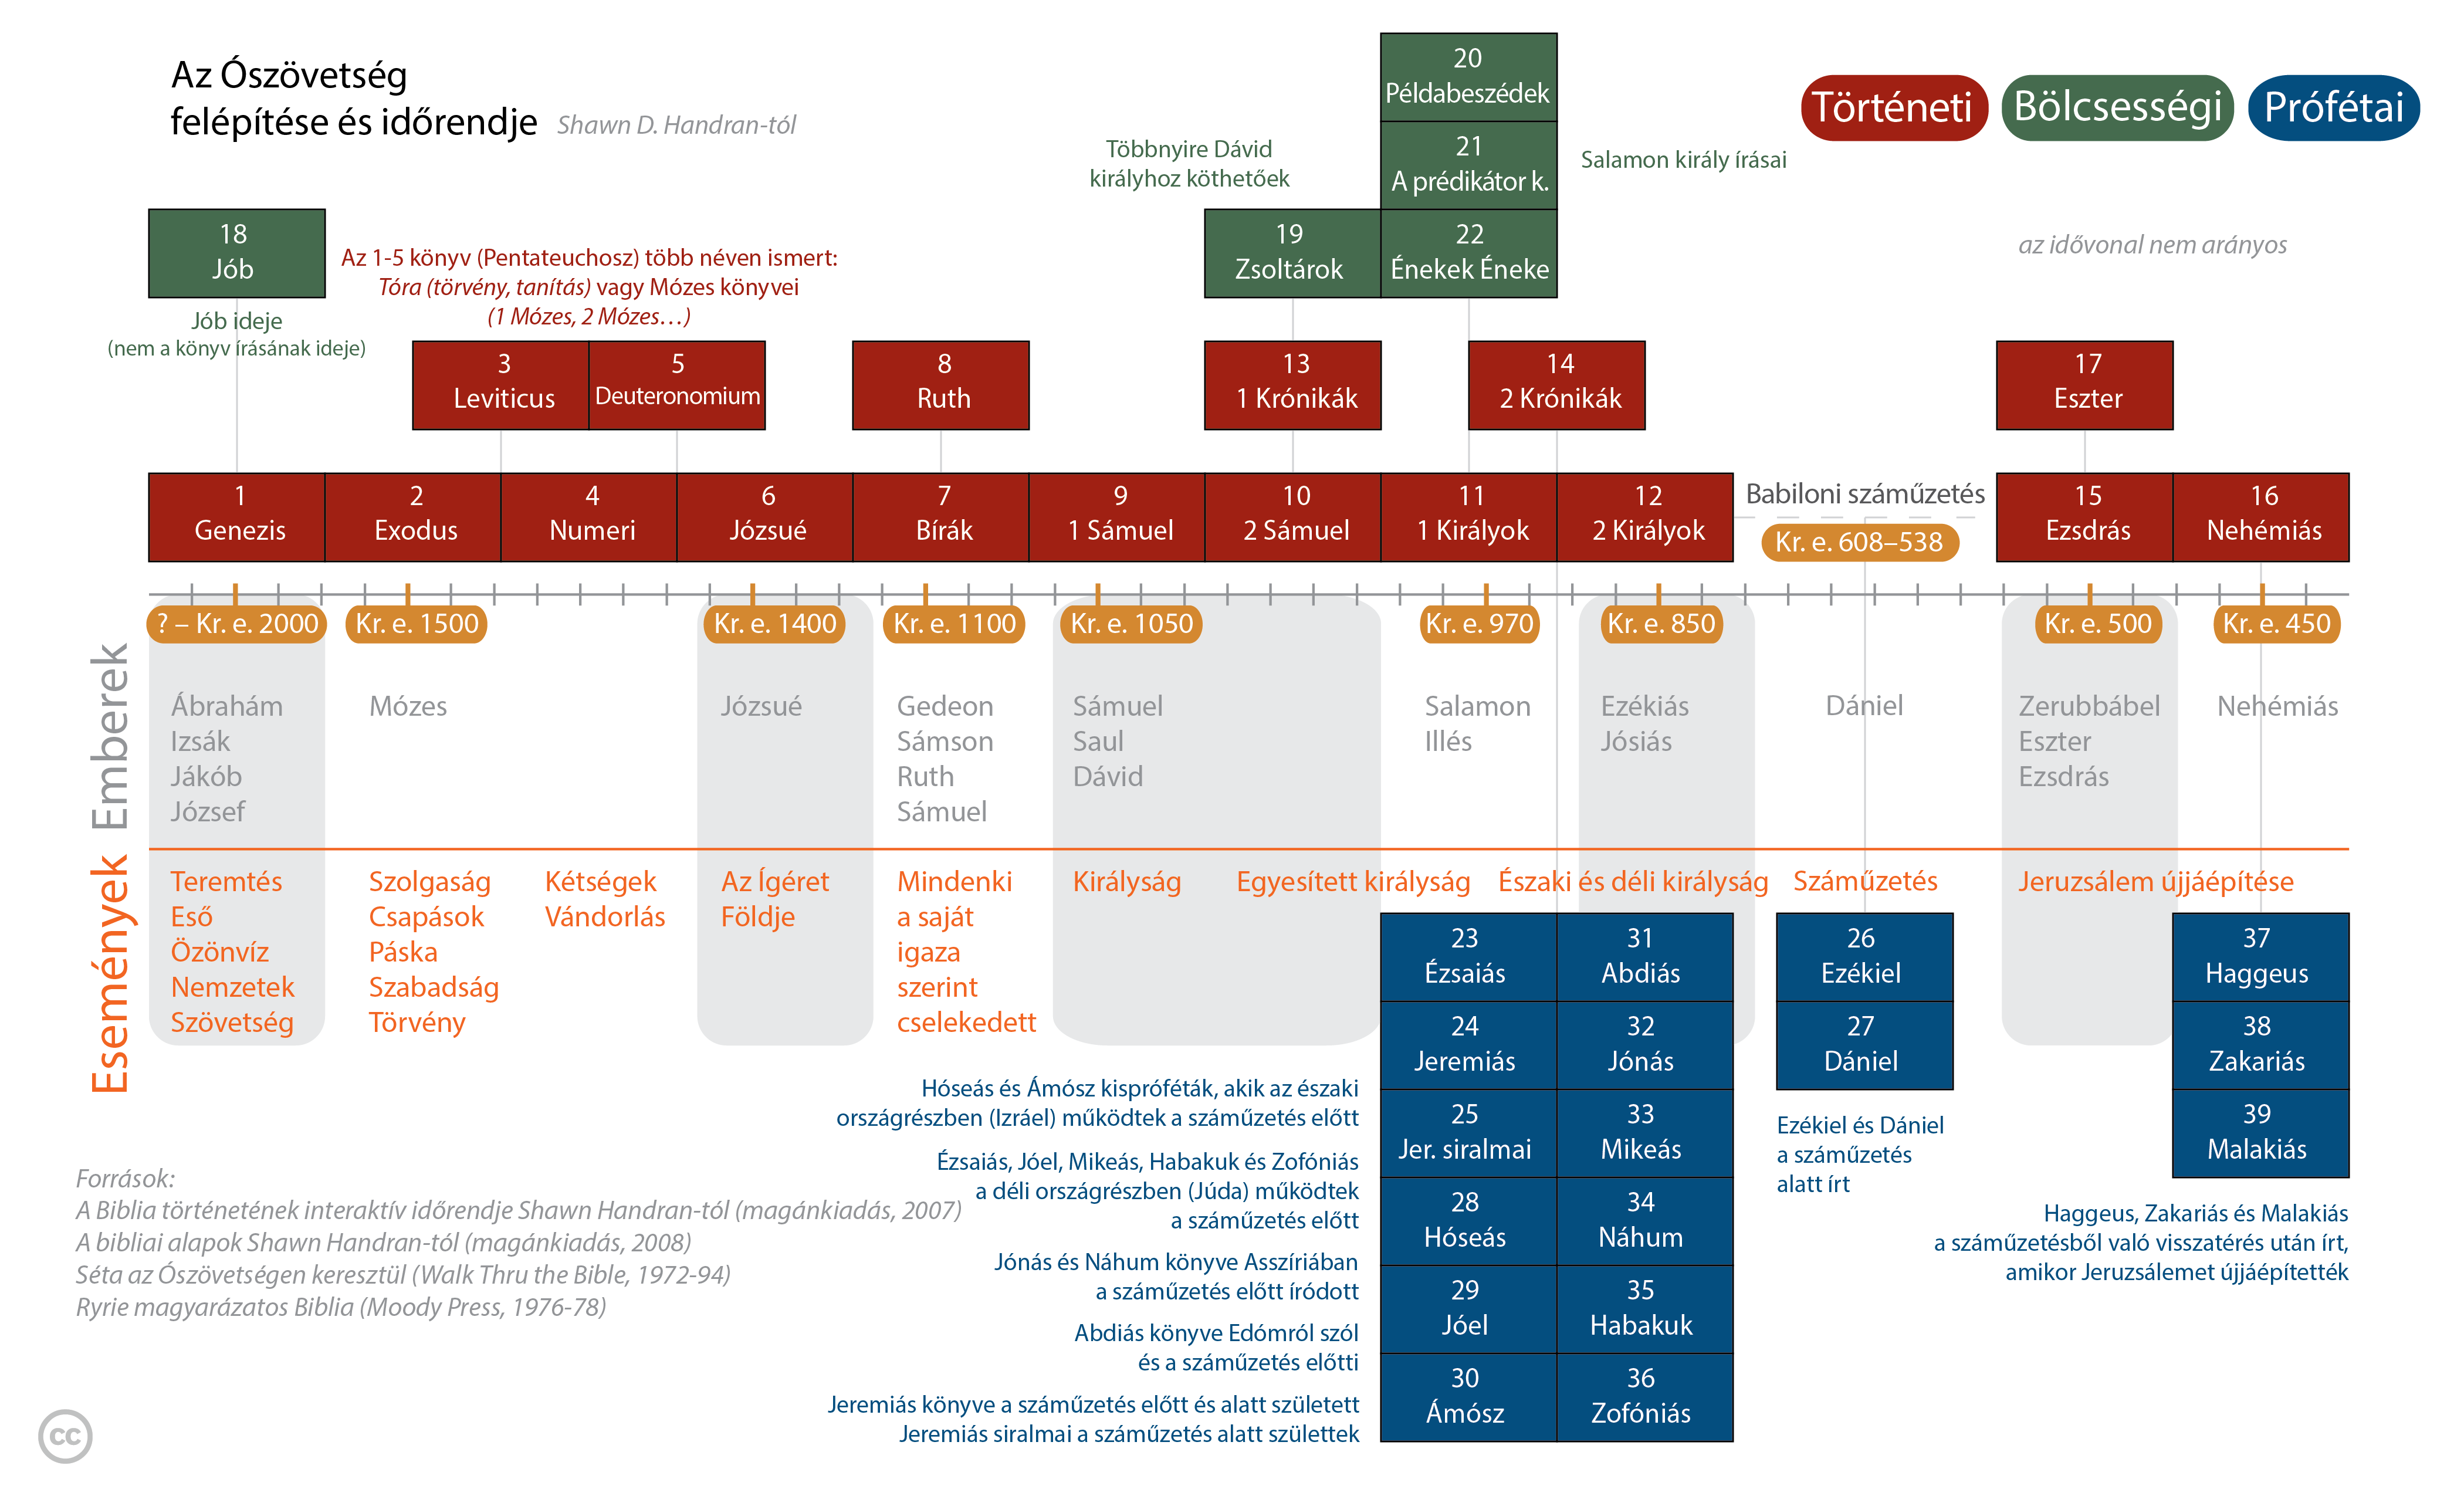 Az Ószövetség
felépítése és időrendje Shawn D. Handran-tól
Történeti
Bölcsességi
Prófétai
az idővonal nem arányos
20
Példabeszédek
21
A prédikátor k.
Többnyire Dávid
királyhoz köthetőek
Salamon király írásai
18
Jób
Jób ideje
(nem a könyv írásának ideje)
Az 1-5 könyv (Pentateuchosz) több néven ismert:
Tóra (törvény, tanítás) vagy Mózes könyvei
(1 Mózes, 2 Mózes…)
19
Zsoltárok
22
Énekek Éneke
3
Leviticus
5
Deuteronomium
8
Ruth
13
1 Krónikák
14
2 Krónikák
17
Eszter
1
Genezis
2
Exodus
4
Numeri
6
Józsué
7
Bírák
9
1 Sámuel
10
2 Sámuel
11
1 Királyok
12
2 Királyok
Babiloni száműzetés
Kr. e. 608–538
15
Ezsdrás
16
Nehémiás
? – Kr. e. 2000
Kr. e. 1500
Kr. e. 1400
Kr. e. 1100
Kr. e. 1050
Kr. e. 970
Kr. e. 850
Kr. e. 500
Kr. e. 450
Emberek
Ábrahám
Izsák
Jákób
József
Mózes
Józsué
Gedeon
Sámson
Ruth
Sámuel
Sámuel
Saul
Dávid
Salamon
Illés
Ezékiás
Jósiás
Dániel
Zerubbábel
Eszter
Ezsdrás
Nehémiás
Események
Teremtés
Eső
Özönvíz
Nemzetek
Szövetség
Szolgaság
Csapások
Páska
Szabadság
Törvény
Kétségek
Vándorlás
Az Ígéret
Földje
Mindenki
a saját
igaza
szerint
cselekedett
Királyság
Egyesített királyság
Északi és déli királyság
Száműzetés
Jeruzsálem újjáépítése
23
Ézsaiás
24
Jeremiás
25
Jer. siralmai
28
Hóseás
29
Jóel
30
Ámósz
31
Abdiás
32
Jónás
33
Mikeás
34
Náhum
35
Habakuk
36
Zofóniás
26
Ezékiel
27
Dániel
37
Haggeus
38
Zakariás
39
Malakiás
Hóseás és Ámósz kispróféták, akik az északi
országrészben (Izráel) működtek a száműzetés előtt
Ézsaiás, Jóel, Mikeás, Habakuk és Zofóniás
a déli országrészben (Júda) működtek
a száműzetés előtt
Jónás és Náhum könyve Asszíriában
a száműzetés előtt íródott
Abdiás könyve Edómról szól
és a száműzetés előtti
Jeremiás könyve a száműzetés előtt és alatt született
Jeremiás siralmai a száműzetés alatt születtek
Ezékiel és Dániel
a száműzetés
alatt írt
Haggeus, Zakariás és Malakiás
a száműzetésből való visszatérés után írt,
amikor Jeruzsálemet újjáépítették
Források:
A Biblia történetének interaktív időrendje Shawn Handran-tól (magánkiadás, 2007)
A bibliai alapok Shawn Handran-tól (magánkiadás, 2008)
Séta az Ószövetségen keresztül (Walk Thru the Bible, 1972-94)
Ryrie magyarázatos Biblia (Moody Press, 1976-78)
cc